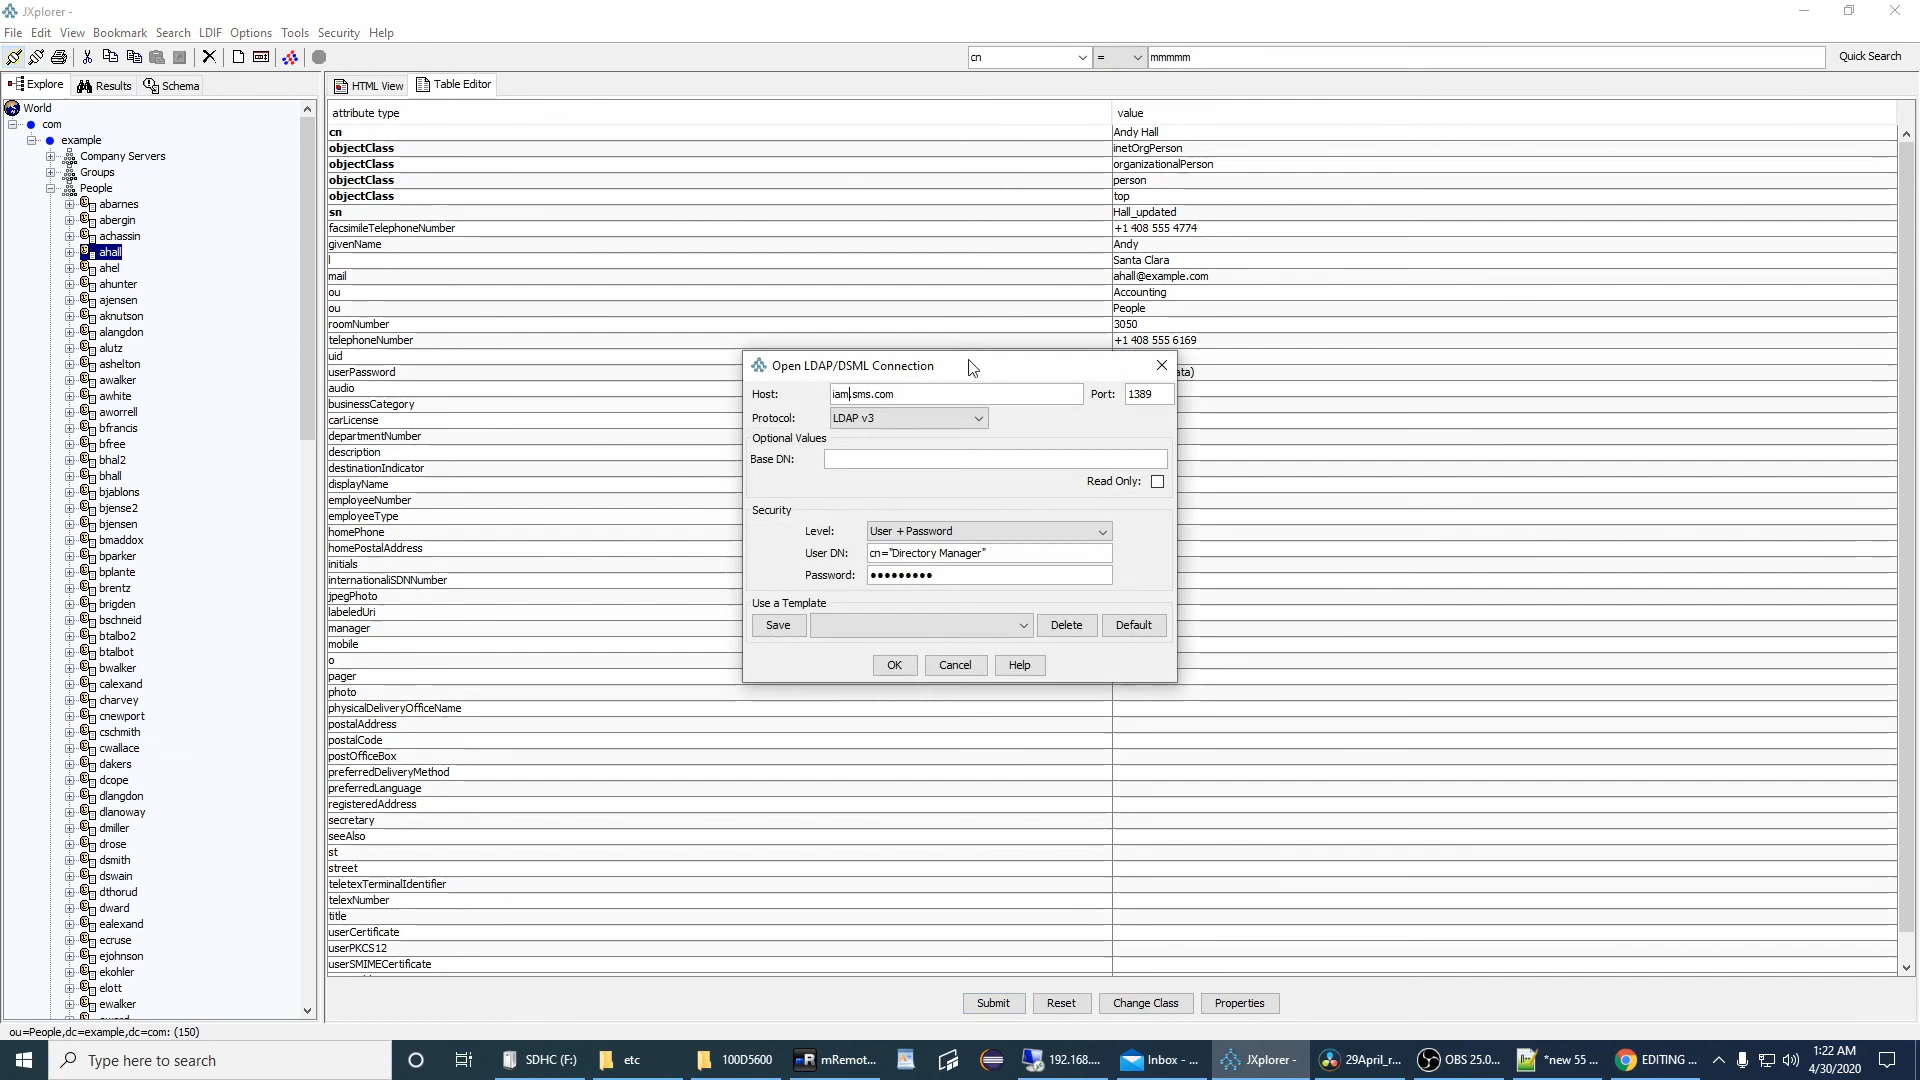 JXplorer -
File Edit View Bookmark Search LDIF Options Tools Security Help
cn = mmmmm Quick Search
Explore Results Schema HTML View Table Editor
World
com
example
Company Servers
Groups
People
abarnes
abergin
achassin
ahall
ahel
ahunter
ajensen
aknutson
alangdon
alutz
ashelton
awalker
awhite
aworrell
bfrancis
bfree
bhal2
bhall
bjablons
bjense2
bjensen
bmaddox
bparker
bplante
brentz
brigden
bschneid
btalbo2
btalbot
bwalker
calexand
charvey
cnewport
cschmith
cwallace
dakers
dcope
dlangdon
dlanoway
dmiller
drose
dsmith
dswain
dthorud
dward
ealexand
ecruse
ejohnson
ekohler
elott
ewalker
attribute type value
cn Andy Hall
objectClass inetOrgPerson
objectClass organizationalPerson
objectClass person
objectClass top
sn Hall_updated
facsimileTelephoneNumber +1 408 555 4774
givenName Andy
l Santa Clara
mail ahall@example.com
ou Accounting
ou People
roomNumber 3050
telephoneNumber +1 408 555 6169
uid
userPassword ata)
audio
businessCategory
carLicense
departmentNumber
description
destinationIndicator
displayName
employeeNumber
employeeType
homePhone
homePostalAddress
initials
internationaliSDNNumber
jpegPhoto
labeledUri
manager
mobile
o
pager
photo
physicalDeliveryOfficeName
postalAddress
postalCode
postOfficeBox
preferredDeliveryMethod
preferredLanguage
registeredAddress
secretary
seeAlso
st
street
teletexTerminalIdentifier
telexNumber
title
userCertificate
userPKCS12
userSMIMECertificate
Open LDAP/DSML Connection
Host: iam.sms.com Port: 1389
Protocol: LDAP v3
Optional Values
Base DN:
Read Only:
Security
Level: User + Password
User DN: cn="Directory Manager"
Password: •••••••••
Use a Template
Save Delete Default
OK Cancel Help
Submit Reset Change Class Properties
ou=People,dc=example,dc=com: (150)
Type here to search
SDHC (F:) etc 100D5600 mRemot... 192.168.... Inbox - ... JXplorer - 29April_r... OBS 25.0... *new 55 ... EDITING ...
1:22 AM
4/30/2020